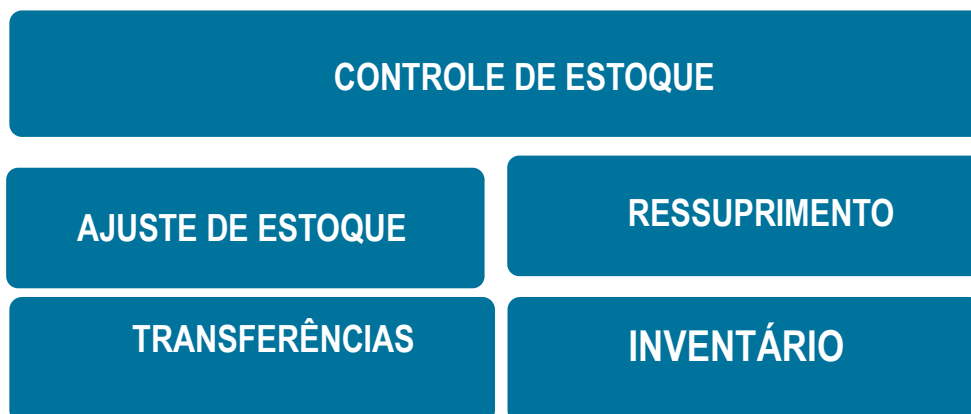 CONTROLE DE ESTOQUE
AJUSTE DE ESTOQUE
RESSUPRIMENTO
TRANSFERÊNCIAS
INVENTÁRIO